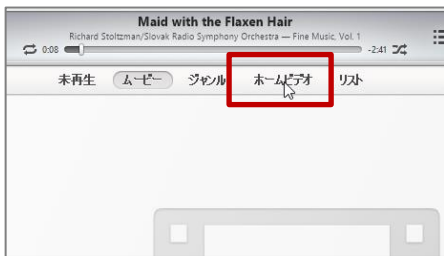 Maid with the Flaxen Hair
Richard Stoltzman/Slovak Radio Symphony Orchestra — Fine Music, Vol. 1
0:08 -2:41
未再生 ムービー ジャンル ホームビデオ リスト